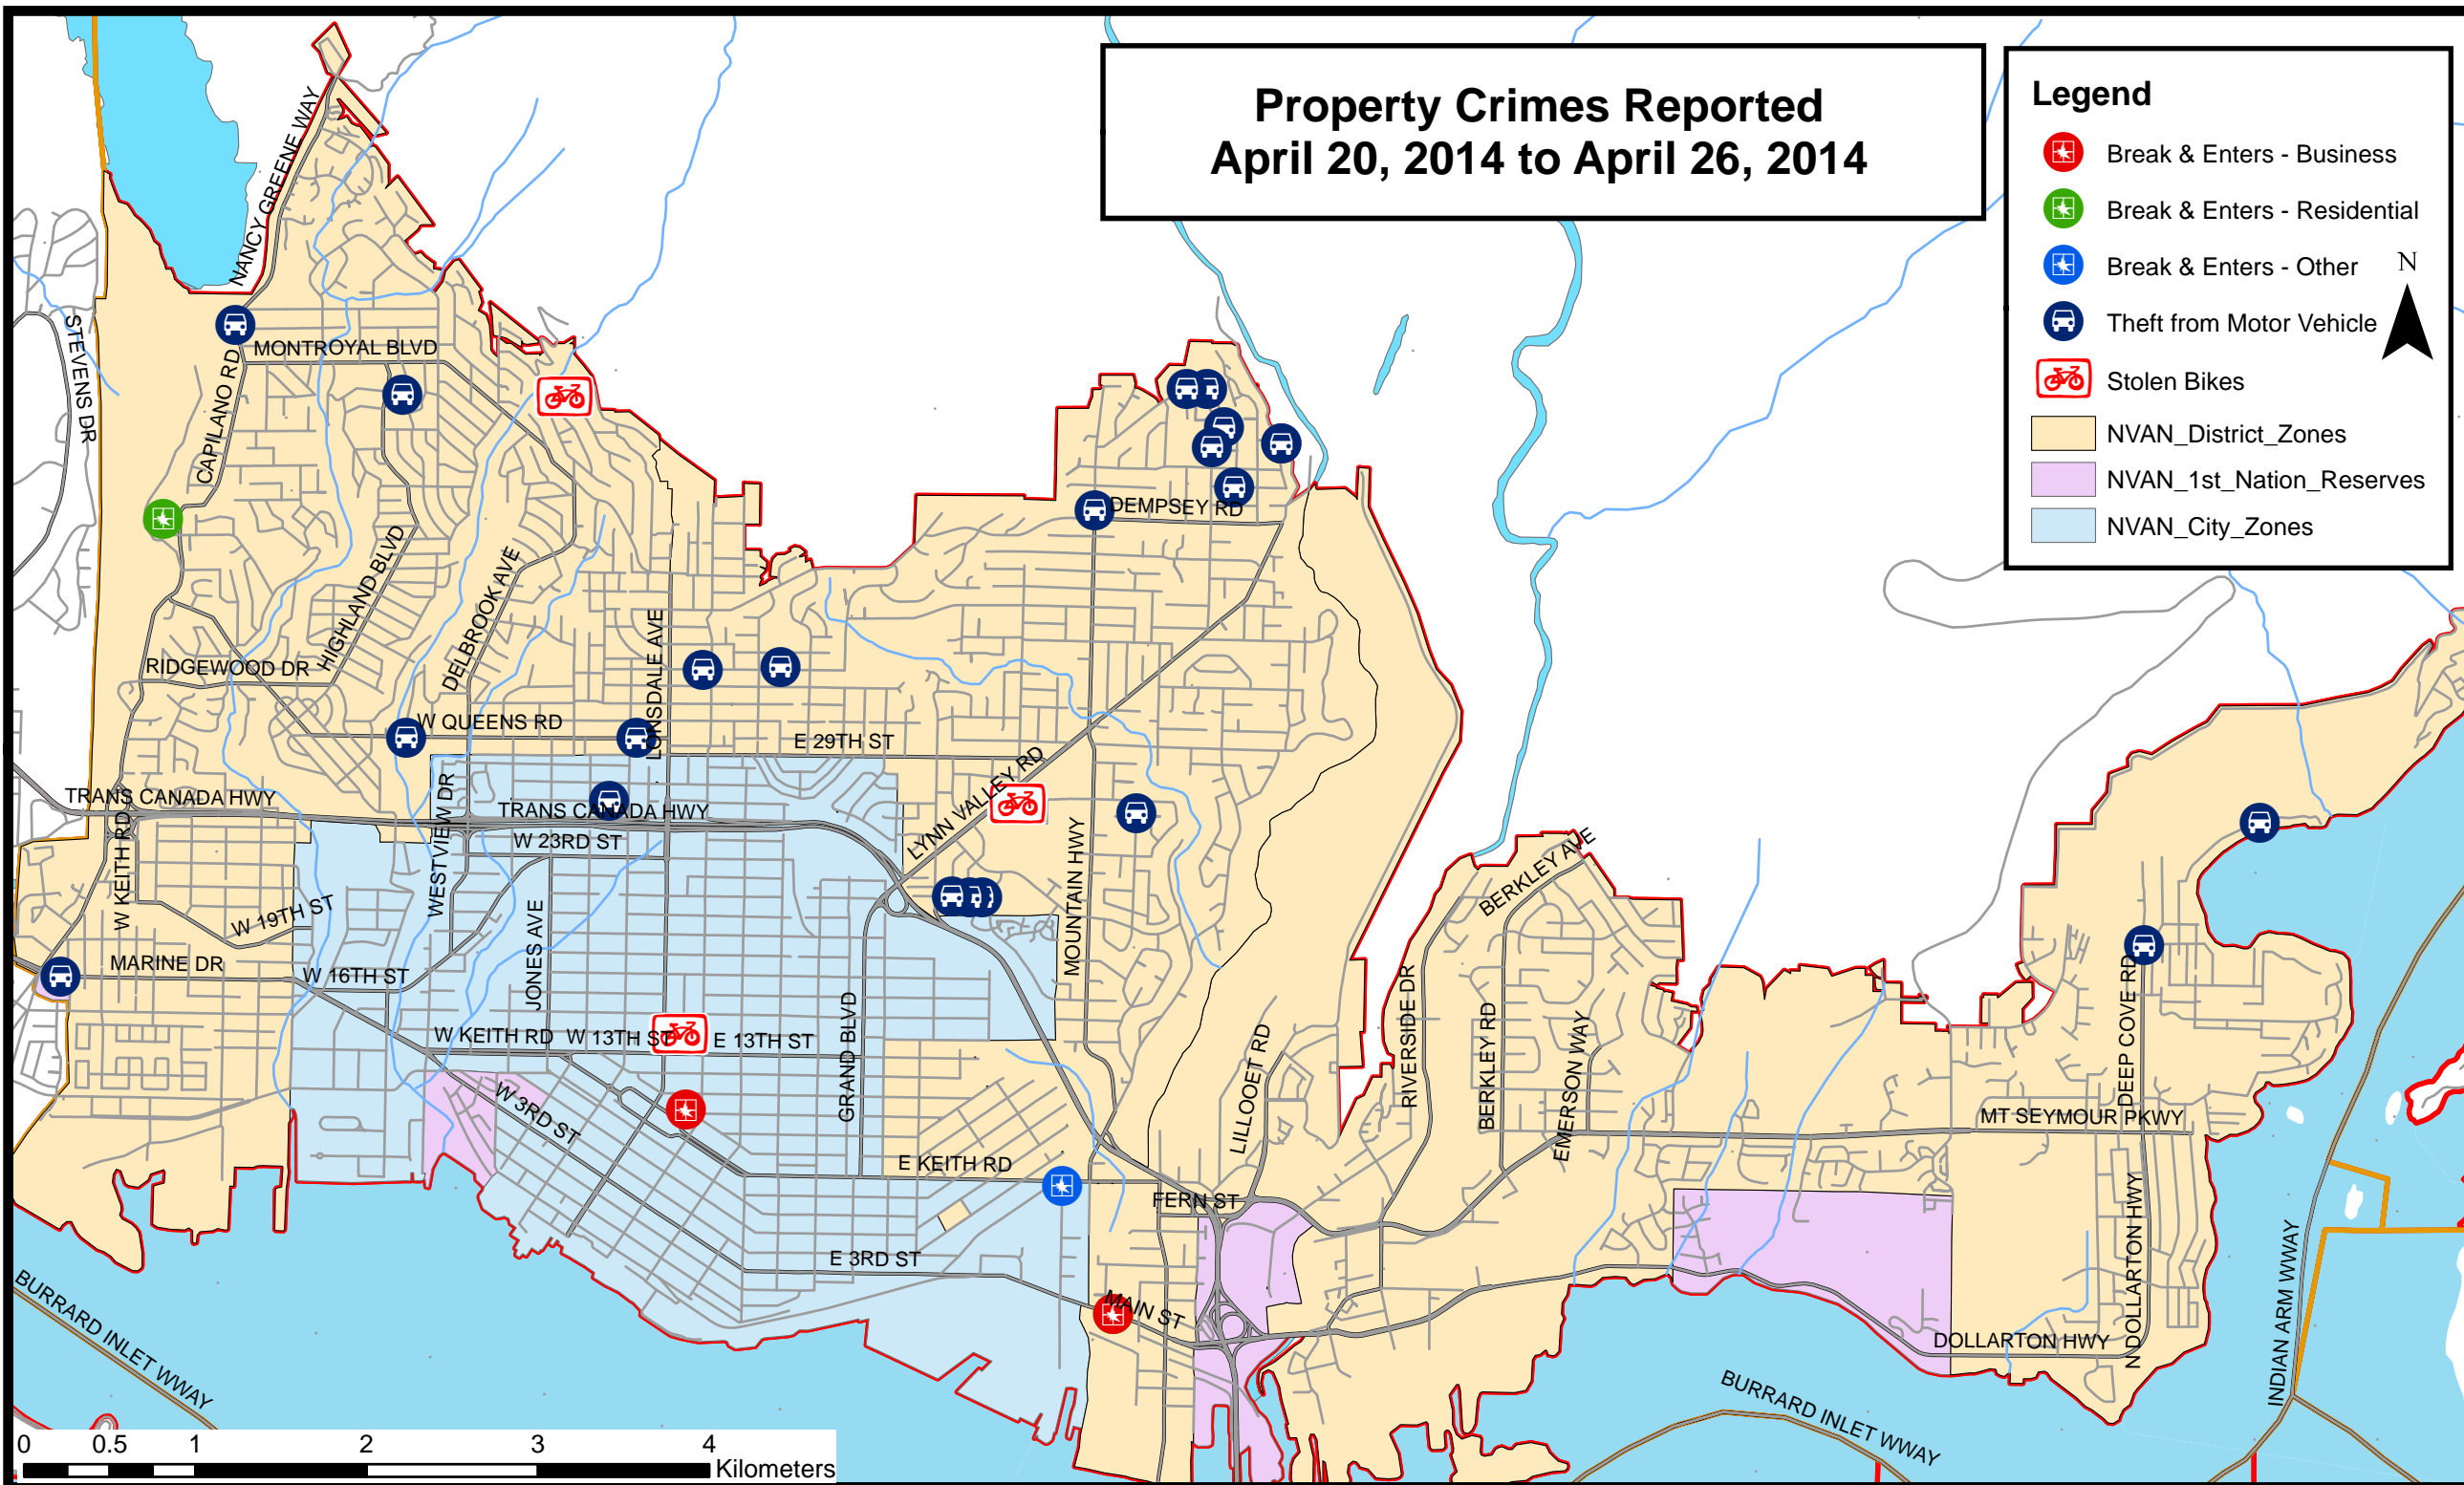 Property Crimes Reported
April 20, 2014 to April 26, 2014
Legend
Break & Enters - Business
Break & Enters - Residential
Break & Enters - Other
N
Theft from Motor Vehicle
Stolen Bikes
NVAN_District_Zones
NVAN_1st_Nation_Reserves
NVAN_City_Zones
NANCY GREENE WAY
STEVENS DR
MONTROYAL BLVD
CAPILANO RD
DEMPSEY RD
HIGHLAND BLVD
DELBROOK AVE
LONSDALE AVE
RIDGEWOOD DR
W QUEENS RD
E 29TH ST
LYNN VALLEY RD
TRANS CANADA HWY
TRANS CANADA HWY
W KEITH RD
WESTVIEW DR
W 23RD ST
MOUNTAIN HWY
BERKLEY AVE
W 19TH ST
JONES AVE
MARINE DR
W 16TH ST
GRAND BLVD
RIVERSIDE DR
BERKLEY RD
EMERSON WAY
DEEP COVE RD
W KEITH RD
W 13TH ST
E 13TH ST
LILLOOET RD
W 3RD ST
MT SEYMOUR PKWY
E KEITH RD
FERN ST
N DOLLARTON HWY
INDIAN ARM WWAY
E 3RD ST
MAIN ST
DOLLARTON HWY
BURRARD INLET WWAY
BURRARD INLET WWAY
0 0.5 1 2 3 4
Kilometers